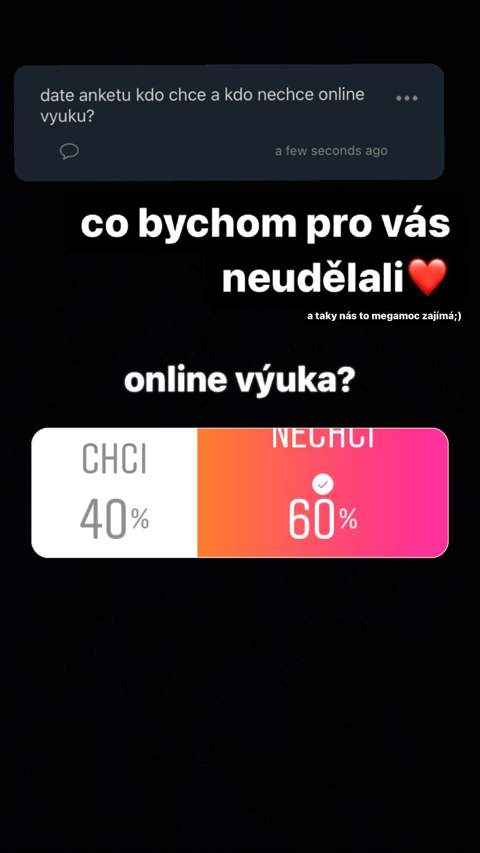 date anketu kdo chce a kdo nechce online
vyuku?
a few seconds ago
co bychom pro vás
neudělali❤️
a taky nás to megamoc zajímá;)
online výuka?
CHCI
NECHCI
40%
60%